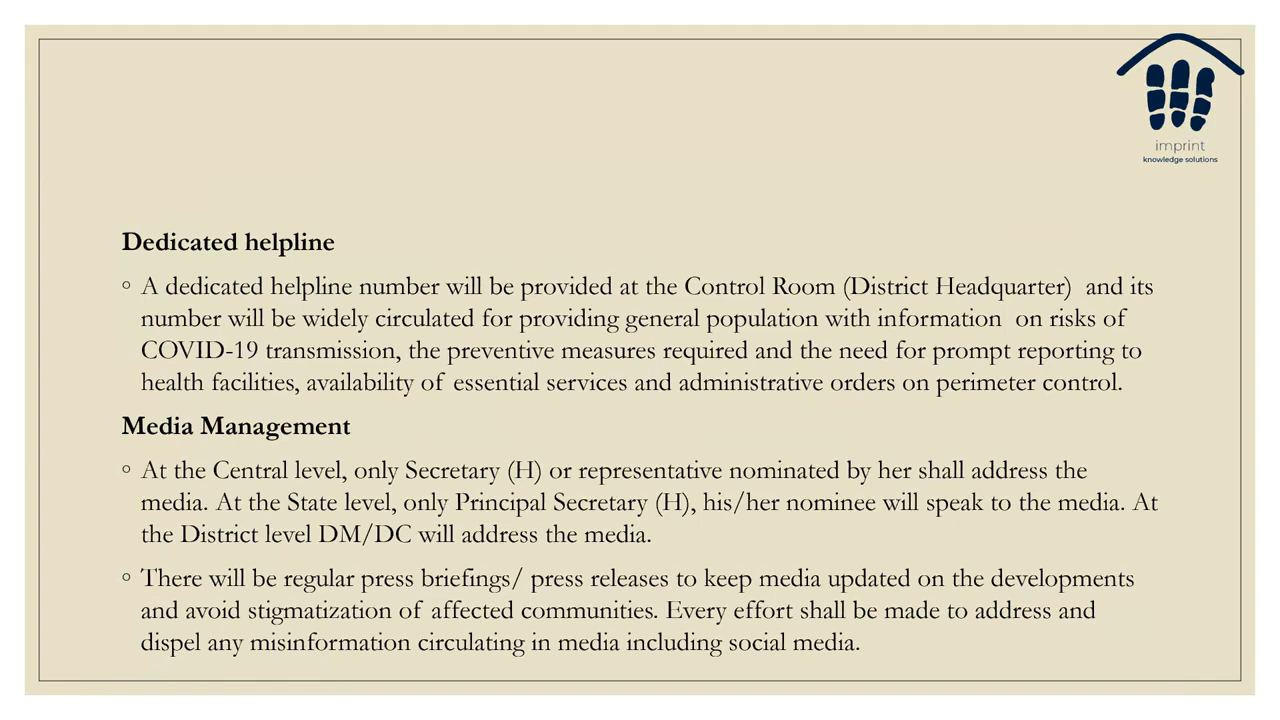 imprint
knowledge solutions
Dedicated helpline
◦ A dedicated helpline number will be provided at the Control Room (District Headquarter) and its
number will be widely circulated for providing general population with information on risks of
COVID-19 transmission, the preventive measures required and the need for prompt reporting to
health facilities, availability of essential services and administrative orders on perimeter control.
Media Management
◦ At the Central level, only Secretary (H) or representative nominated by her shall address the
media. At the State level, only Principal Secretary (H), his/her nominee will speak to the media. At
the District level DM/DC will address the media.
◦ There will be regular press briefings/ press releases to keep media updated on the developments
and avoid stigmatization of affected communities. Every effort shall be made to address and
dispel any misinformation circulating in media including social media.